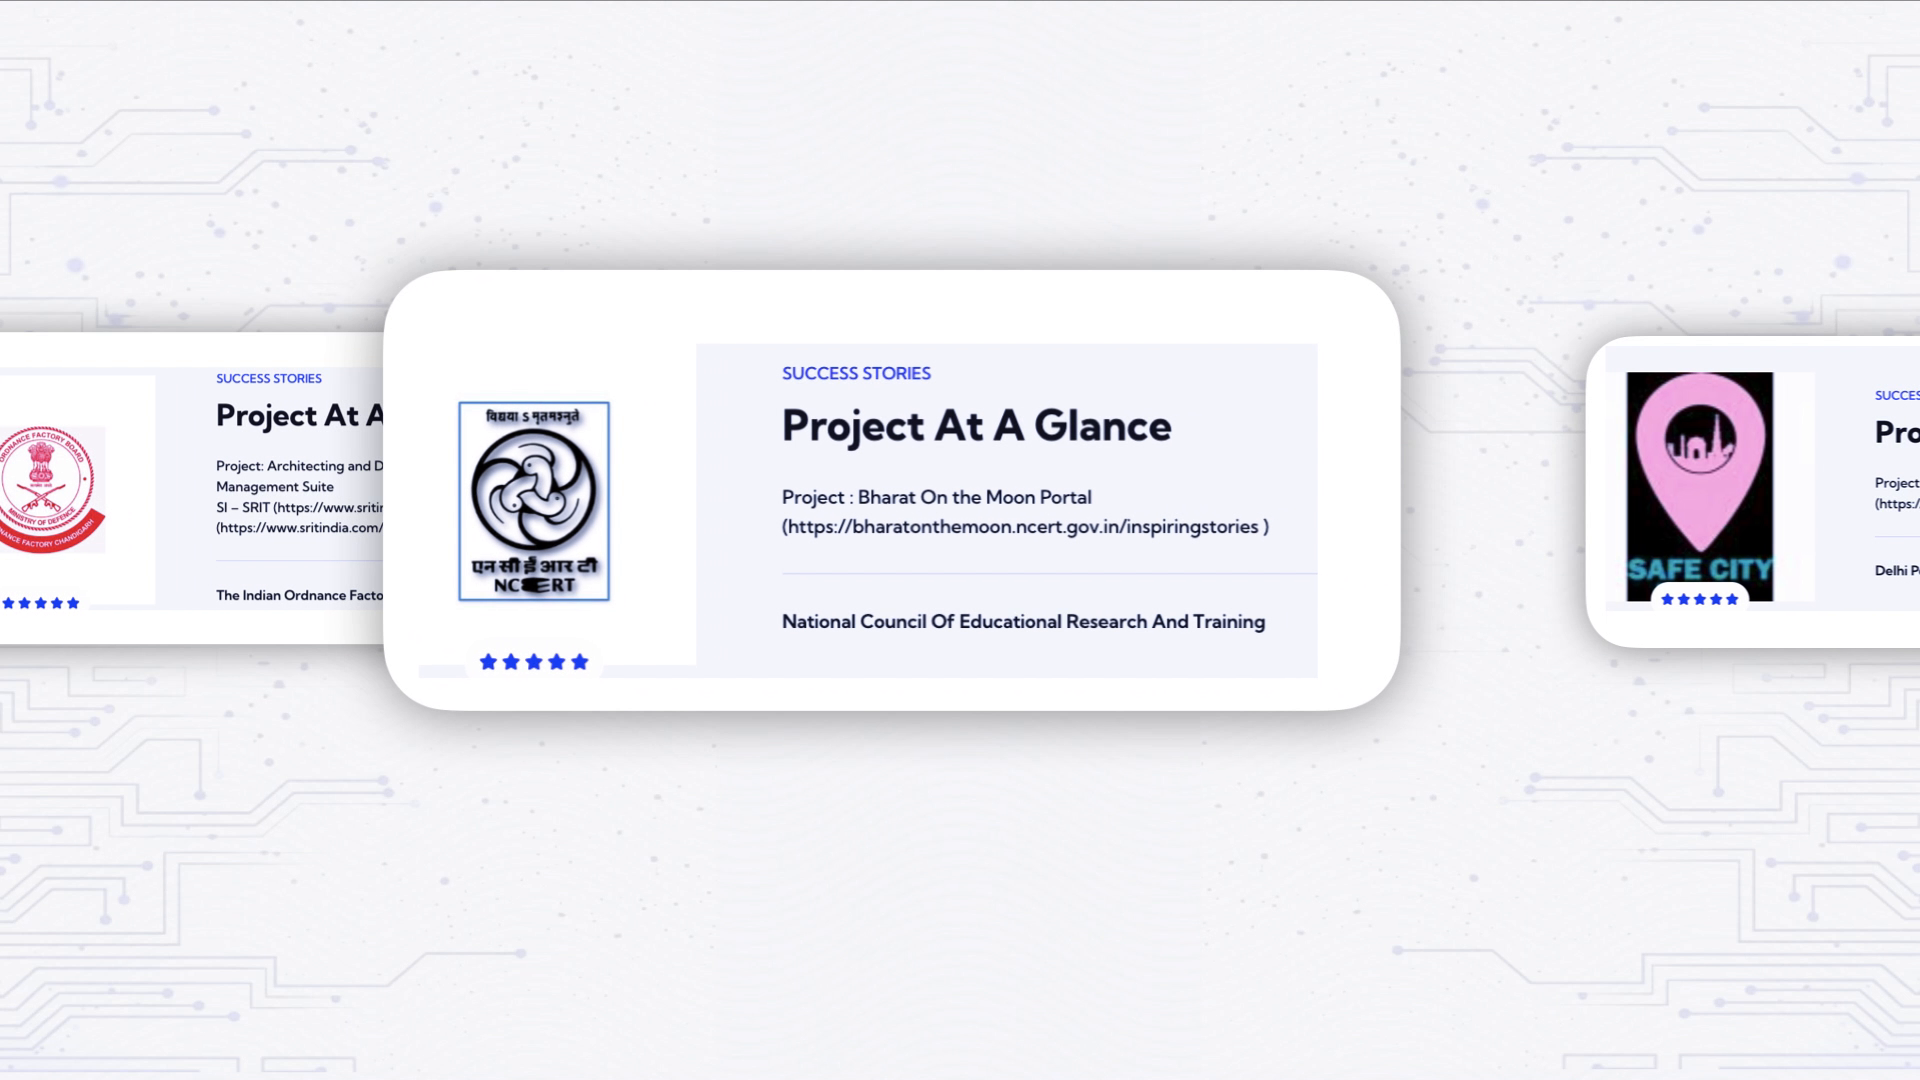 SUCCESS STORIES
Project At A
Project: Architecting and D
Management Suite
SI – SRIT (https://www.sritin
(https://www.sritindia.com/
The Indian Ordnance Facto
ORDNANCE FACTORY BOARD
MINISTRY OF DEFENCE
NANCE FACTORY CHANDIGARH
विद्यया ऽ मृतमश्नुते
एन सी ई आर टी
NCERT
SUCCESS STORIES
Project At A Glance
Project : Bharat On the Moon Portal
(https://bharatonthemoon.ncert.gov.in/inspiringstories )
National Council Of Educational Research And Training
SAFE CITY
SUCCES
Pro
Project
(https:/
Delhi P